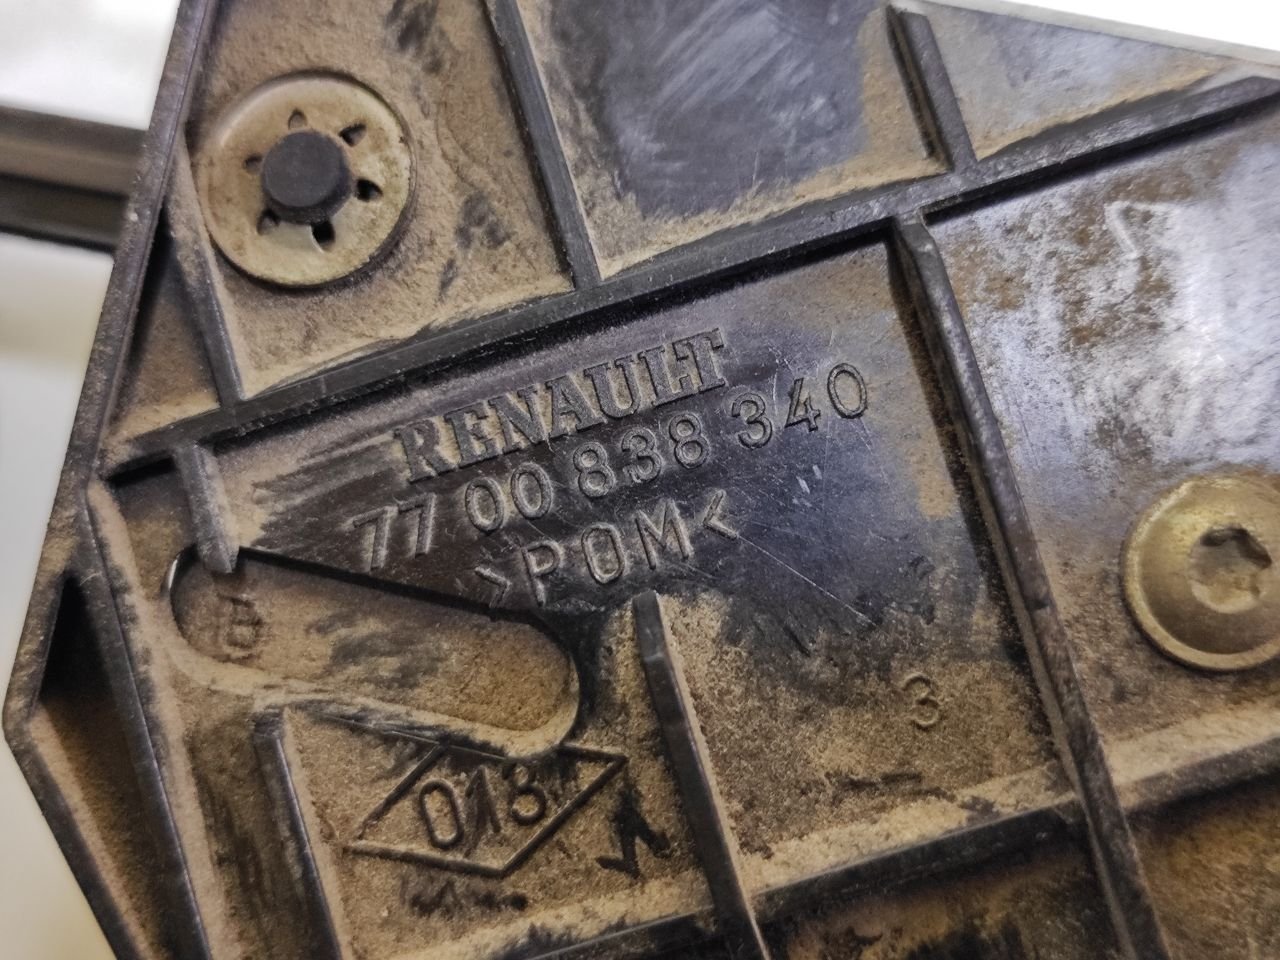 RENAULT
77 00 838 340
>POM<
B
3
013